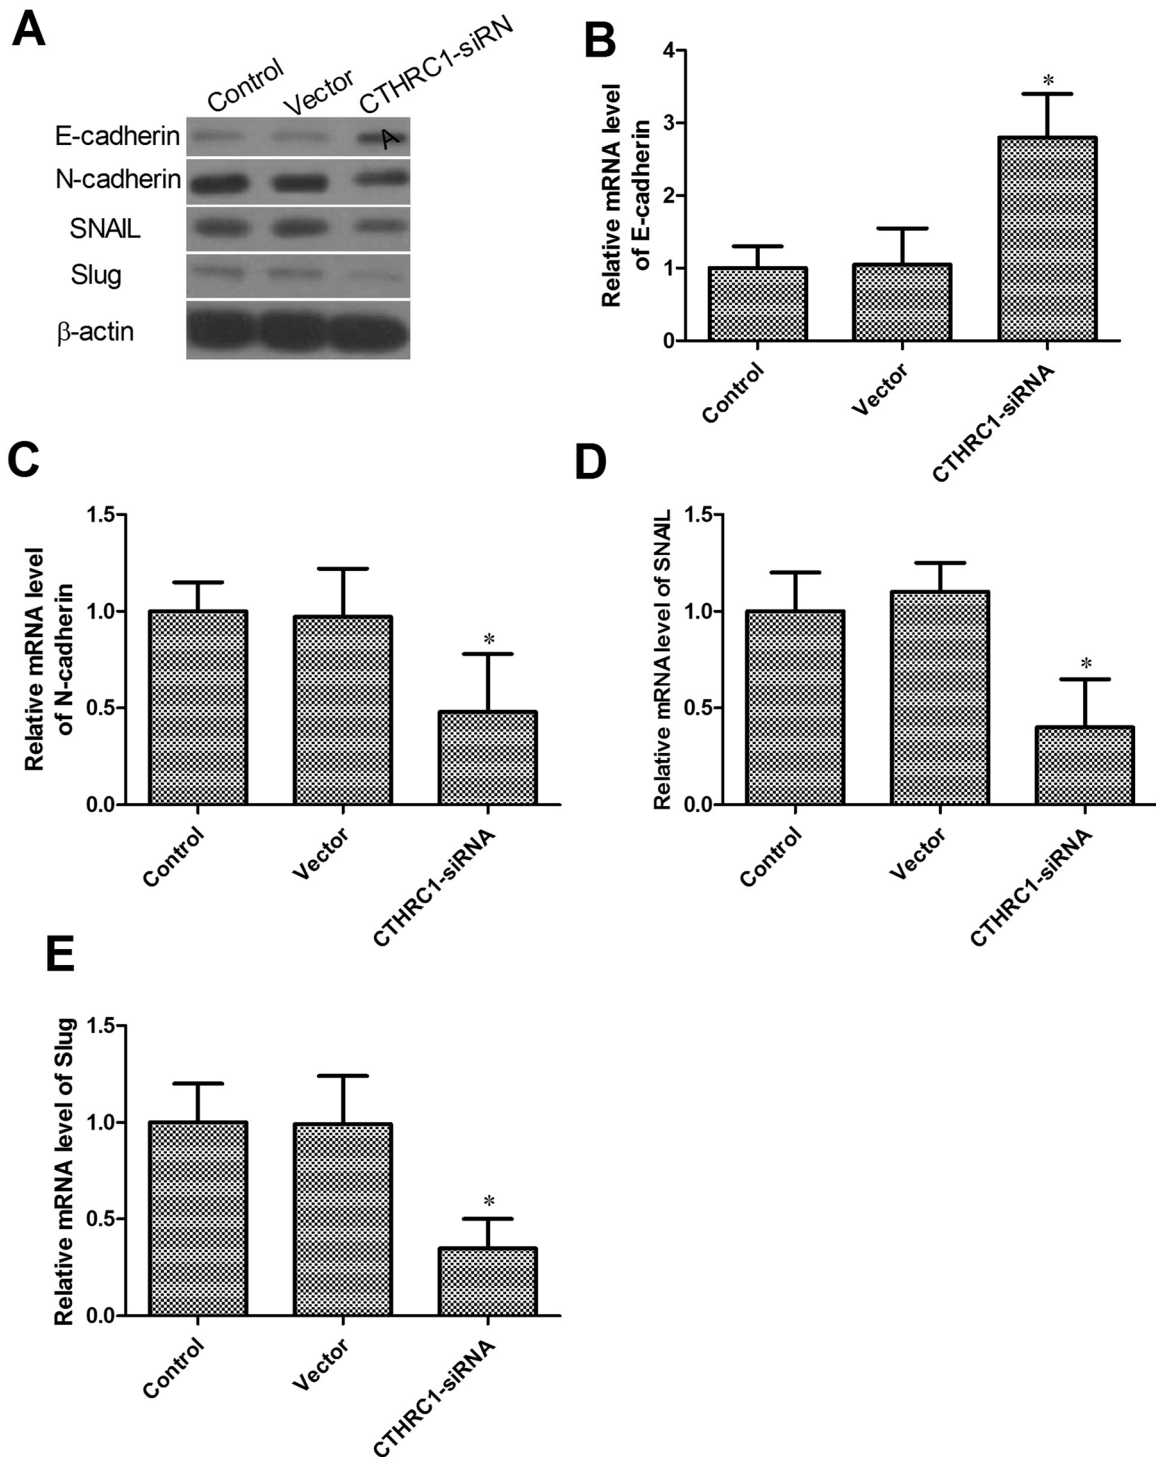 A
Control
Vector
CTHRC1-siRN
A
E-cadherin
N-cadherin
SNAIL
Slug
β-actin
B
Relative mRNA level
of E-cadherin
4
3
2
1
0
*
Control
Vector
CTHRC1-siRNA
C
Relative mRNA level
of N-cadherin
1.5
1.0
0.5
0.0
*
Control
Vector
CTHRC1-siRNA
D
Relative mRNA level of SNAIL
1.5
1.0
0.5
0.0
*
Control
Vector
CTHRC1-siRNA
E
Relative mRNA level of Slug
1.5
1.0
0.5
0.0
*
Control
Vector
CTHRC1-siRNA